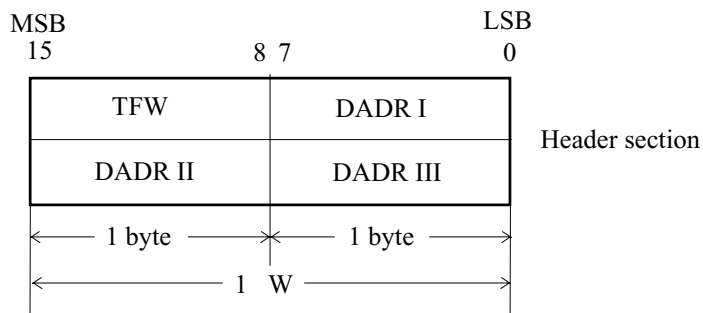 MSB LSB
15 8 7 0
TFW DADR I
Header section
DADR II DADR III
1 byte 1 byte
1 W